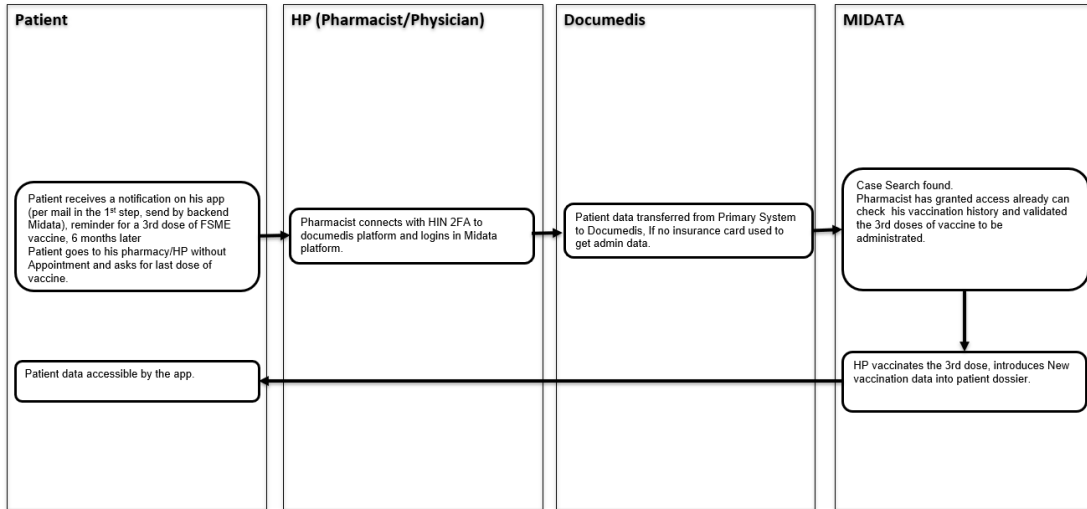 Patient
HP (Pharmacist/Physician)
Documedis
MIDATA
Patient receives a notification on his app
(per mail in the 1st step, send by backend
Midata), reminder for a 3rd dose of FSME
vaccine, 6 months later
Patient goes to his pharmacy/HP without
Appointment and asks for last dose of
vaccine.
Pharmacist connects with HIN 2FA to
documedis platform and logins in Midata
platform.
Patient data transferred from Primary System
to Documedis, If no insurance card used to
get admin data.
Case Search found.
Pharmacist has granted access already can
check his vaccination history and validated
the 3rd doses of vaccine to be
administrated.
HP vaccinates the 3rd dose, introduces New
vaccination data into patient dossier.
Patient data accessible by the app.